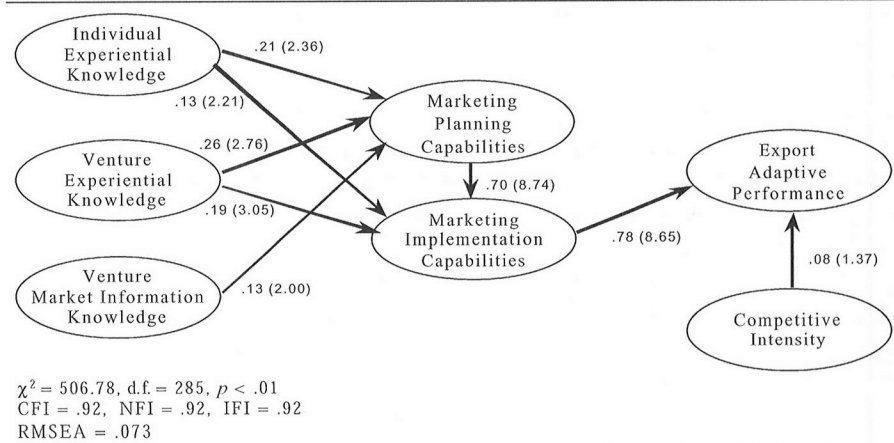 Individual
Experiential
Knowledge
.21 (2.36)
.13 (2.21)
Marketing
Planning
Capabilities
.26 (2.76)
Venture
Experiential
Knowledge
.70 (8.74)
.19 (3.05)
Marketing
Implementation
Capabilities
Export
Adaptive
Performance
.78 (8.65)
.08 (1.37)
Venture
Market Information
Knowledge
.13 (2.00)
Competitive
Intensity
χ² = 506.78, d.f. = 285, p < .01
CFI = .92, NFI = .92, IFI = .92
RMSEA = .073